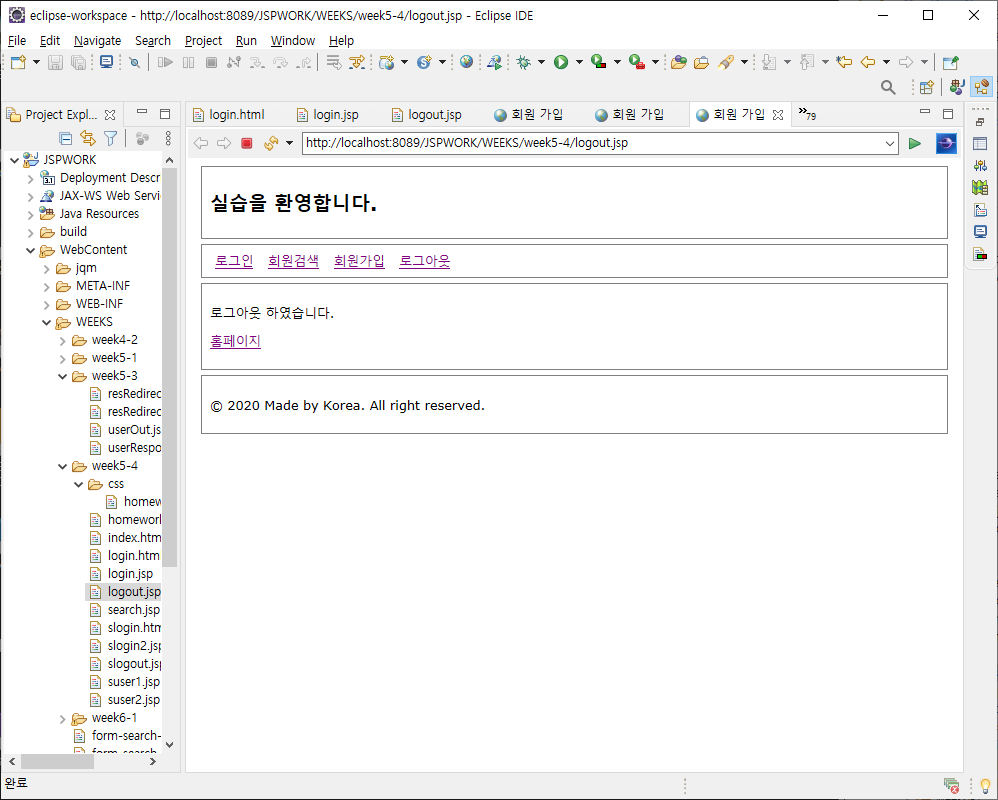 eclipse-workspace - http://localhost:8089/JSPWORK/WEEKS/week5-4/logout.jsp - Eclipse IDE
File Edit Navigate Search Project Run Window Help
Project Expl...
login.html login.jsp logout.jsp 회원 가입 회원 가입 회원 가입 »79
http://localhost:8089/JSPWORK/WEEKS/week5-4/logout.jsp
JSPWORK
Deployment Descr
JAX-WS Web Servi
Java Resources
build
WebContent
jqm
META-INF
WEB-INF
WEEKS
week4-2
week5-1
week5-3
resRedirec
resRedirec
userOut.js
userRespo
week5-4
css
homew
homework
index.htm
login.htm
login.jsp
logout.jsp
search.jsp
slogin.htm
slogin2.jsp
slogout.jsp
suser1.jsp
suser2.jsp
week6-1
form-search-
form-search
실습을 환영합니다.
로그인 회원검색 회원가입 로그아웃
로그아웃 하였습니다.
홈페이지
© 2020 Made by Korea. All right reserved.
완료